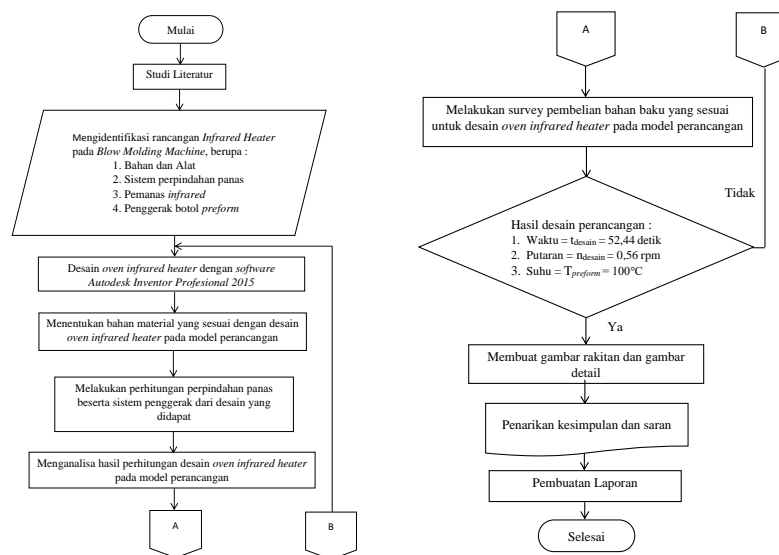 Mulai
Studi Literatur
Mengidentifikasi rancangan Infrared Heater
pada Blow Molding Machine, berupa :
1. Bahan dan Alat
2. Sistem perpindahan panas
3. Pemanas infrared
4. Penggerak botol preform
Desain oven infrared heater dengan software
Autodesk Inventor Profesional 2015
Menentukan bahan material yang sesuai dengan desain
oven infrared heater pada model perancangan
Melakukan perhitungan perpindahan panas
beserta sistem penggerak dari desain yang
didapat
Menganalisa hasil perhitungan desain oven infrared heater
pada model perancangan
A
B
A
B
Melakukan survey pembelian bahan baku yang sesuai
untuk desain oven infrared heater pada model perancangan
Tidak
Hasil desain perancangan :
1. Waktu = tdesain = 52,44 detik
2. Putaran = ndesain = 0,56 rpm
3. Suhu = Tpreform = 100°C
Ya
Membuat gambar rakitan dan gambar
detail
Penarikan kesimpulan dan saran
Pembuatan Laporan
Selesai